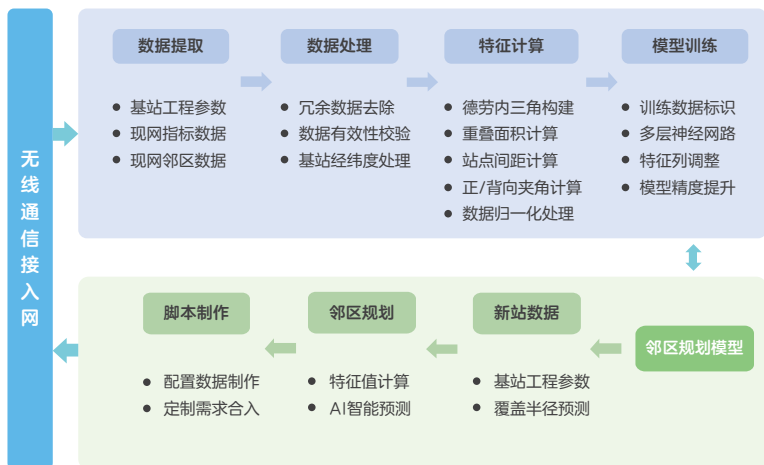 无线通信接入网
数据提取
基站工程参数
现网指标数据
现网邻区数据
数据处理
冗余数据去除
数据有效性校验
基站经纬度处理
特征计算
德劳内三角构建
重叠面积计算
站点间距计算
正/背向夹角计算
数据归一化处理
模型训练
训练数据标识
多层神经网路
特征列调整
模型精度提升
邻区规划模型
新站数据
基站工程参数
覆盖半径预测
邻区规划
特征值计算
AI智能预测
脚本制作
配置数据制作
定制需求合入